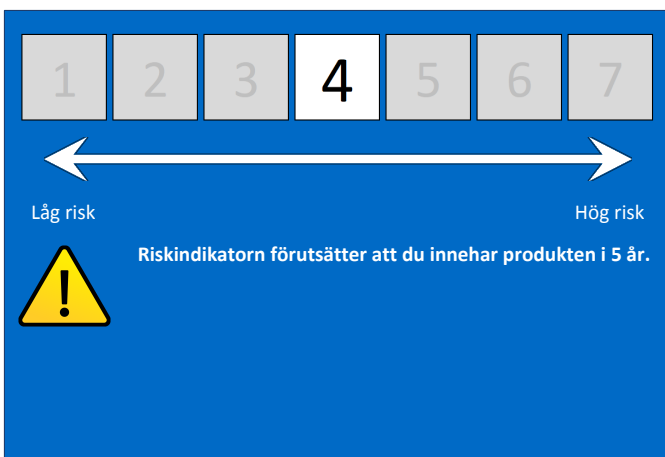 1 2 3 4 5 6 7
Låg risk Hög risk
Riskindikatorn förutsätter att du innehar produkten i 5 år.